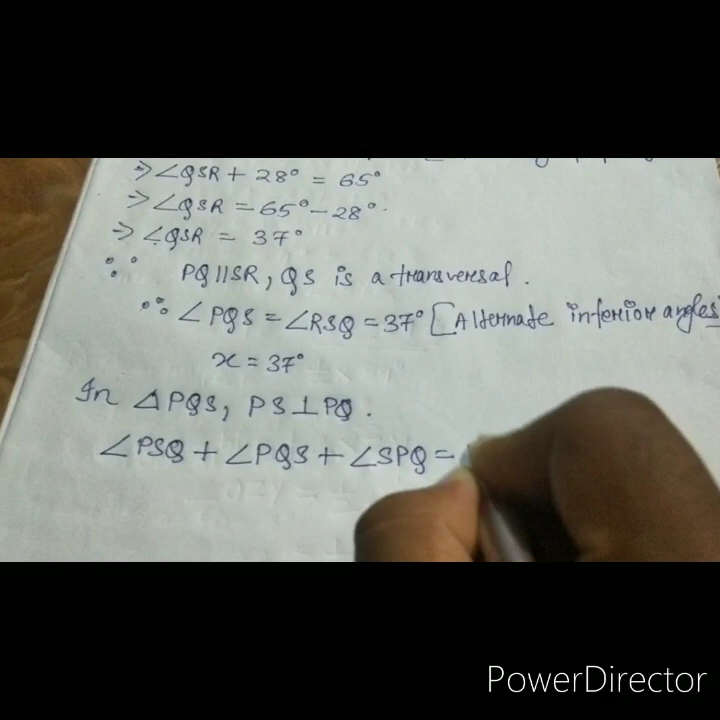 ⇒ ∠QSR + 28° = 65°
⇒ ∠QSR = 65° - 28°
⇒ ∠QSR = 37°
∵ PQ||SR, QS is a transversal.
∴ ∠PQS = ∠RSQ = 37° [Alternate interior angles
x = 37°
In △PQS, PS⊥PQ.
∠PSQ + ∠PQS + ∠SPQ =
PowerDirector